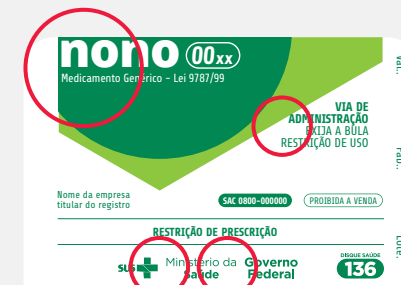 nono 00xx
Medicamento Genérico - Lei 9787/99
VIA DE
ADMINISTRAÇÃO
EXIJA A BULA
RESTRIÇÃO DE USO
Nome da empresa
titular do registro
SAC 0800-000000
PROIBIDA A VENDA
RESTRIÇÃO DE PRESCRIÇÃO
SUS
Ministério da
Saúde
Governo
Federal
DISQUE SAÚDE
136
Lote.